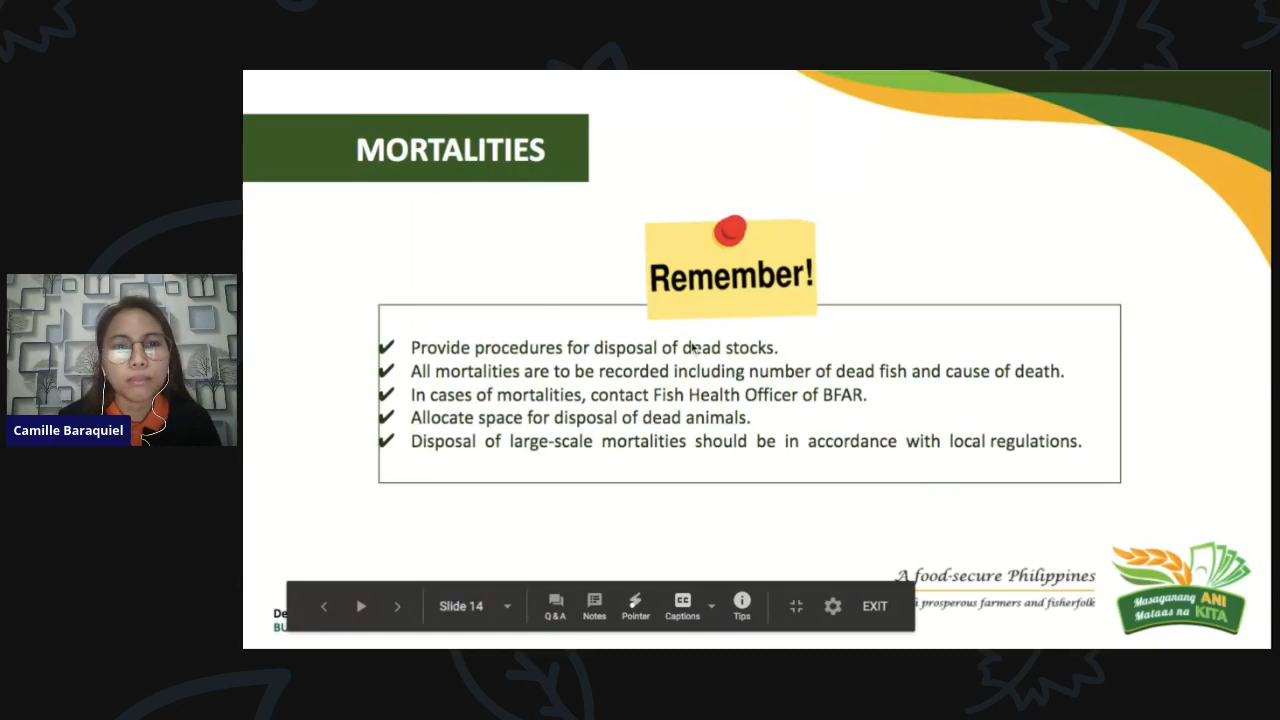 MORTALITIES
Remember!
✔ Provide procedures for disposal of dead stocks.
✔ All mortalities are to be recorded including number of dead fish and cause of death.
✔ In cases of mortalities, contact Fish Health Officer of BFAR.
✔ Allocate space for disposal of dead animals.
✔ Disposal of large-scale mortalities should be in accordance with local regulations.
Camille Baraquiel
A food-secure Philippines
prosperous farmers and fisherfolk
Masaganang ANI
Mataas na KITA
De
BU
Slide 14
Q & A
Notes
Pointer
CC
Captions
Tips
EXIT